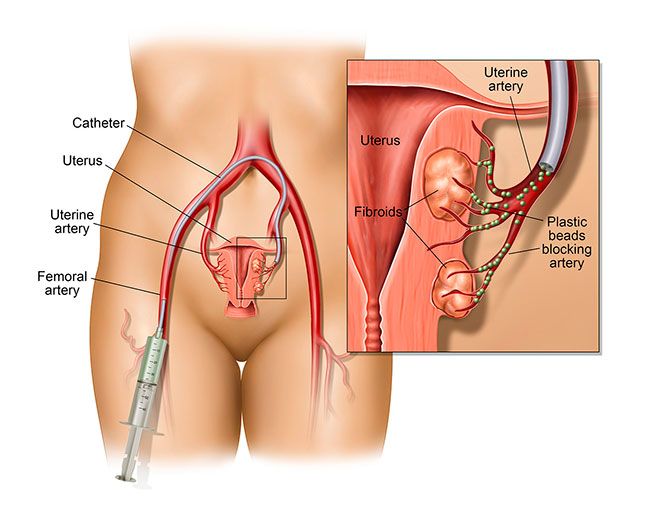 Catheter
Uterus
Uterine
artery
Femoral
artery
Uterine
artery
Uterus
Fibroids
Plastic
beads
blocking
artery